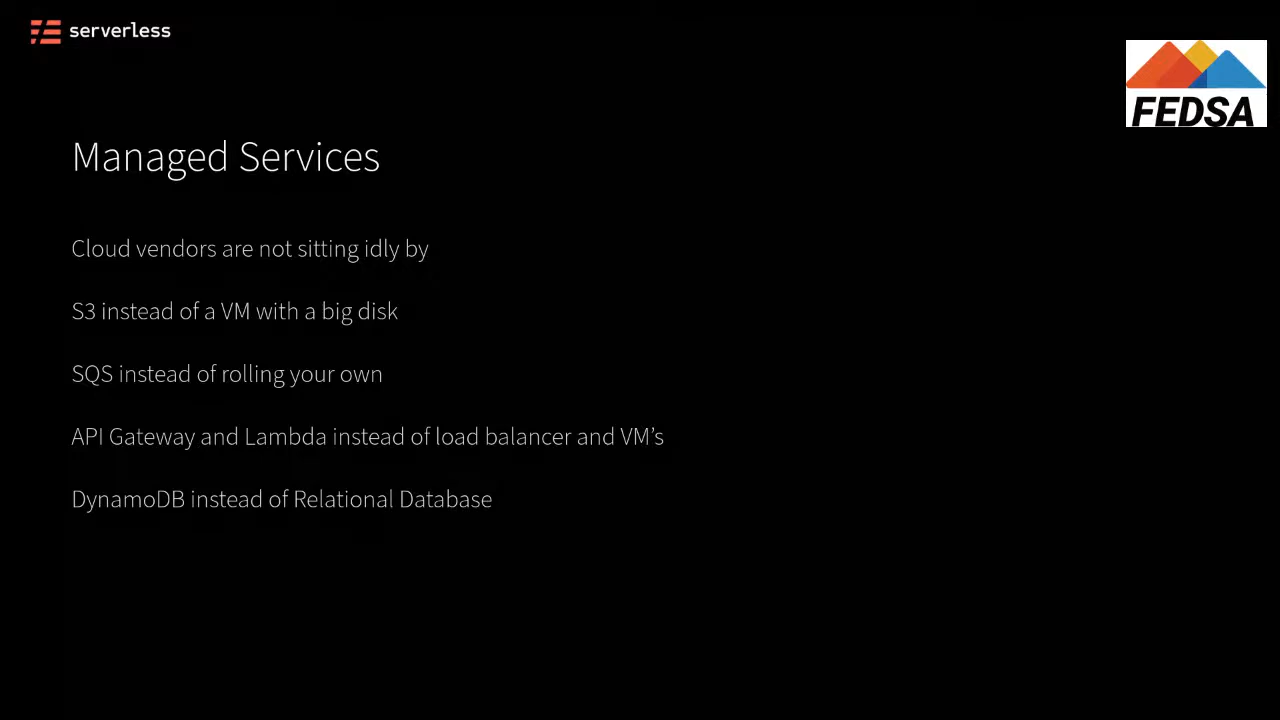 serverless
FEDSA
Managed Services
Cloud vendors are not sitting idly by
S3 instead of a VM with a big disk
SQS instead of rolling your own
API Gateway and Lambda instead of load balancer and VM’s
DynamoDB instead of Relational Database